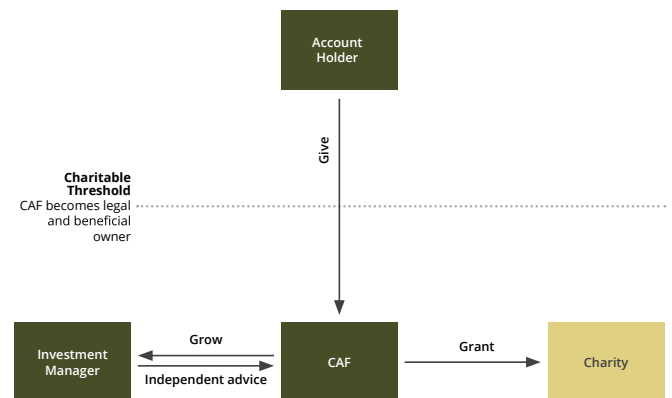 Account
Holder
Give
Charitable
Threshold
CAF becomes legal
and beneficial
owner
Investment
Manager
Grow
Independent advice
CAF
Grant
Charity